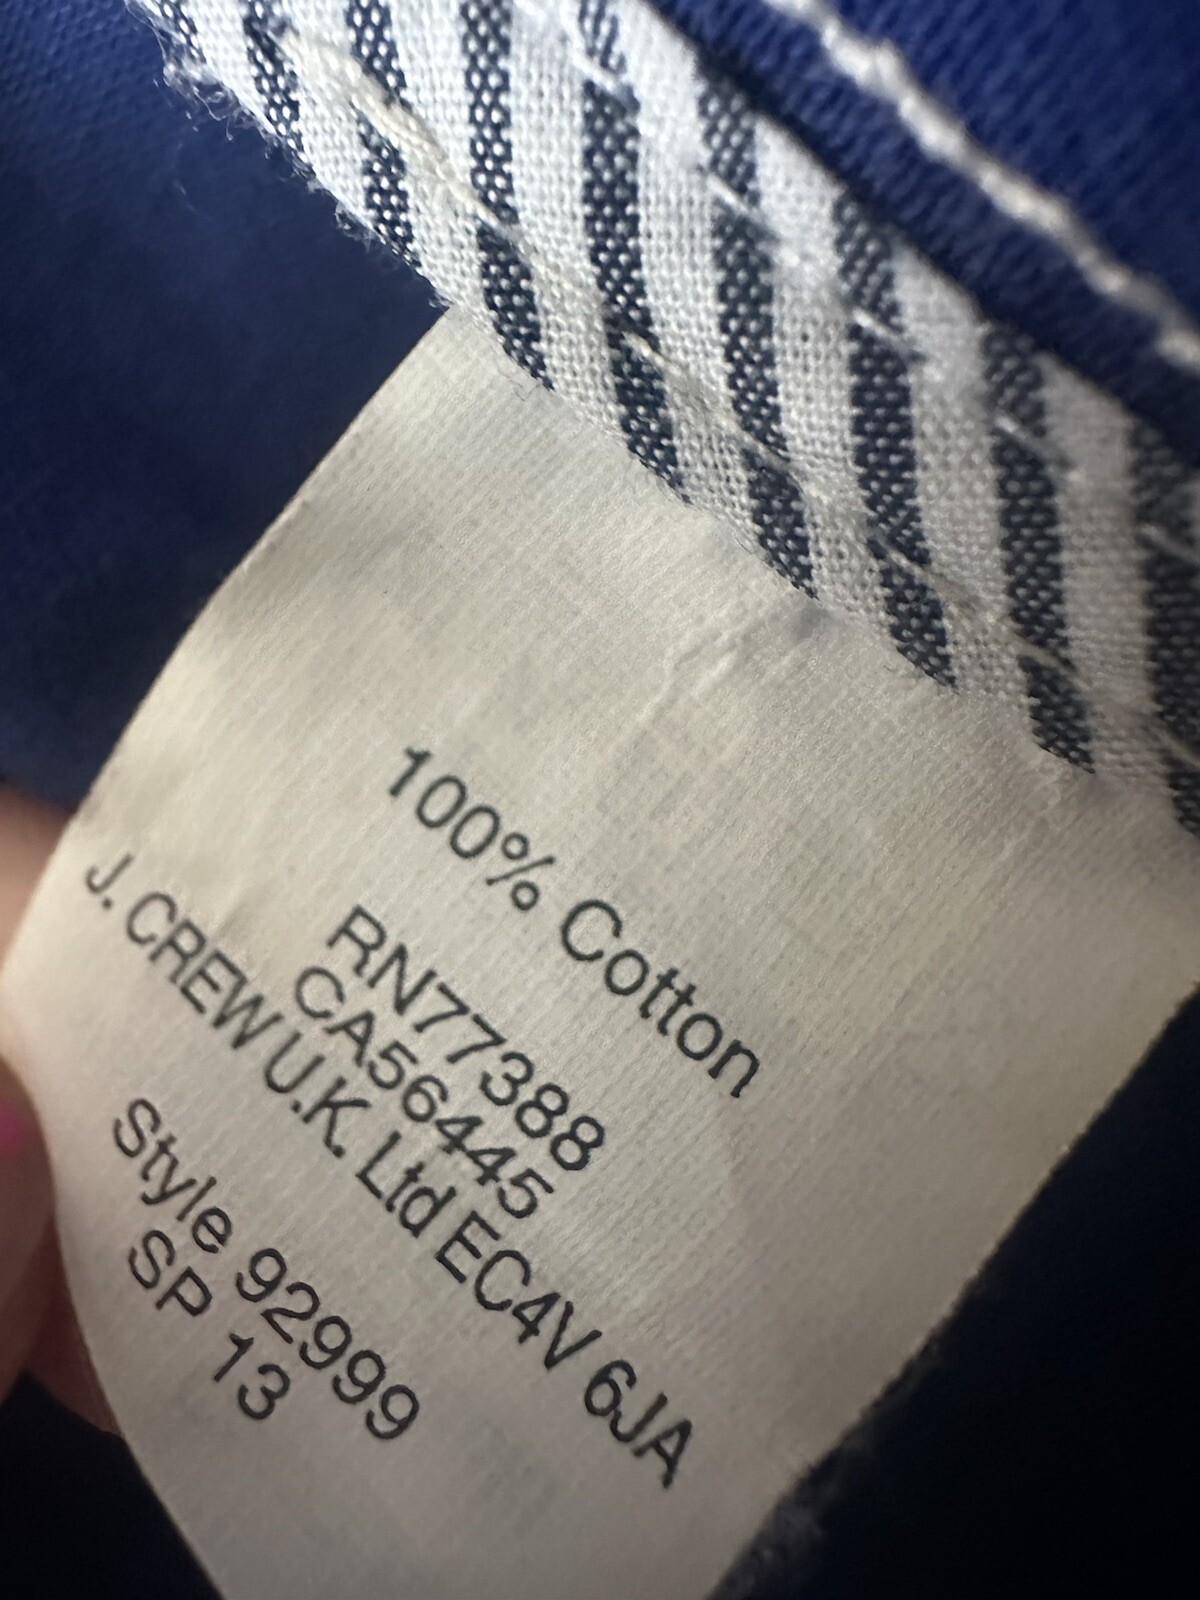 100% Cotton
RN77388
CA56445
J. CREW U.K. Ltd EC4V 6JA
Style 92999
SP 13